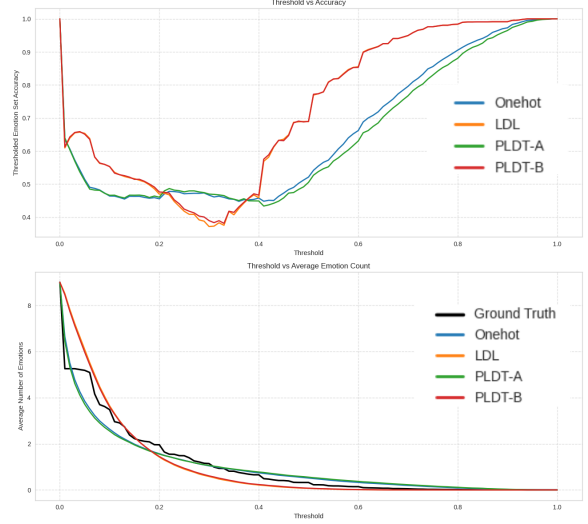 Threshold vs Accuracy
Thresholded Emotion Set Accuracy
1.0
0.9
0.8
0.7
0.6
0.5
0.4
Onehot
LDL
PLDT-A
PLDT-B
0.0 0.2 0.4 0.6 0.8 1.0
Threshold
Threshold vs Average Emotion Count
Average Number of Emotions
8
6
4
2
0
Ground Truth
Onehot
LDL
PLDT-A
PLDT-B
0.0 0.2 0.4 0.6 0.8 1.0
Threshold